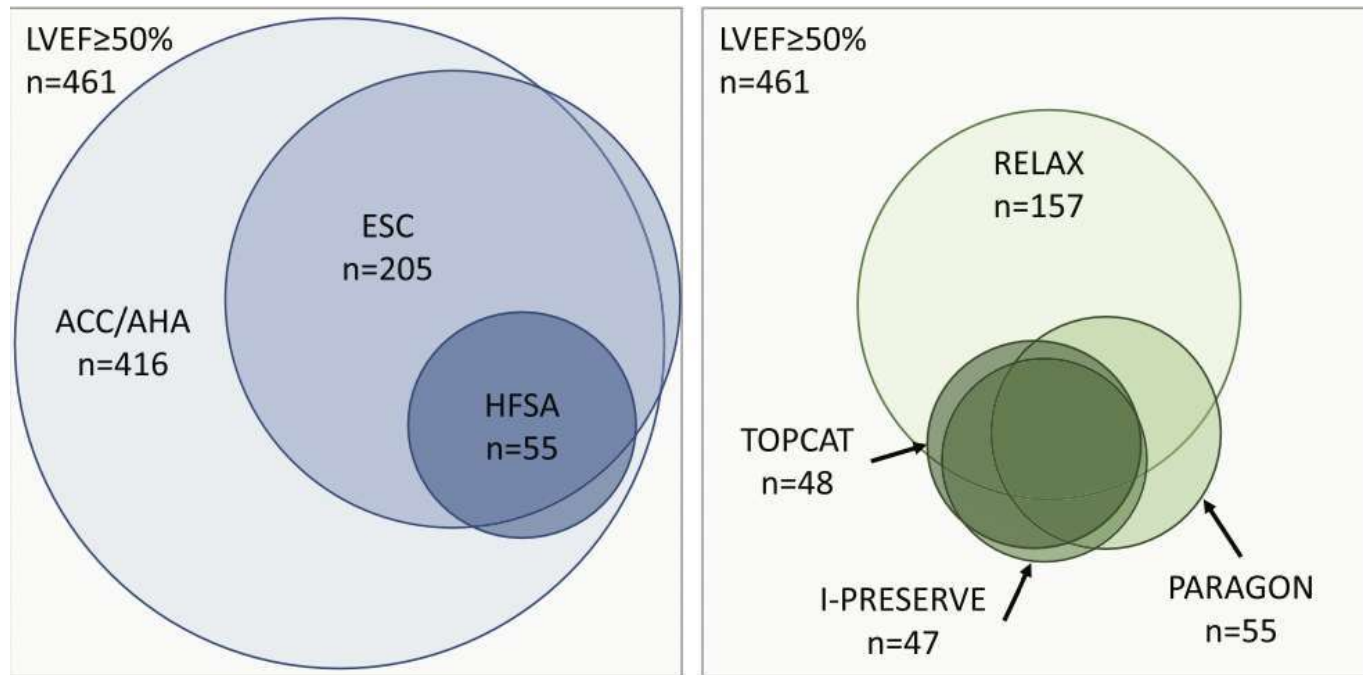 LVEF≥50%
n=461
ESC
n=205
ACC/AHA
n=416
HFSA
n=55
LVEF≥50%
n=461
RELAX
n=157
TOPCAT
n=48
I-PRESERVE
n=47
PARAGON
n=55